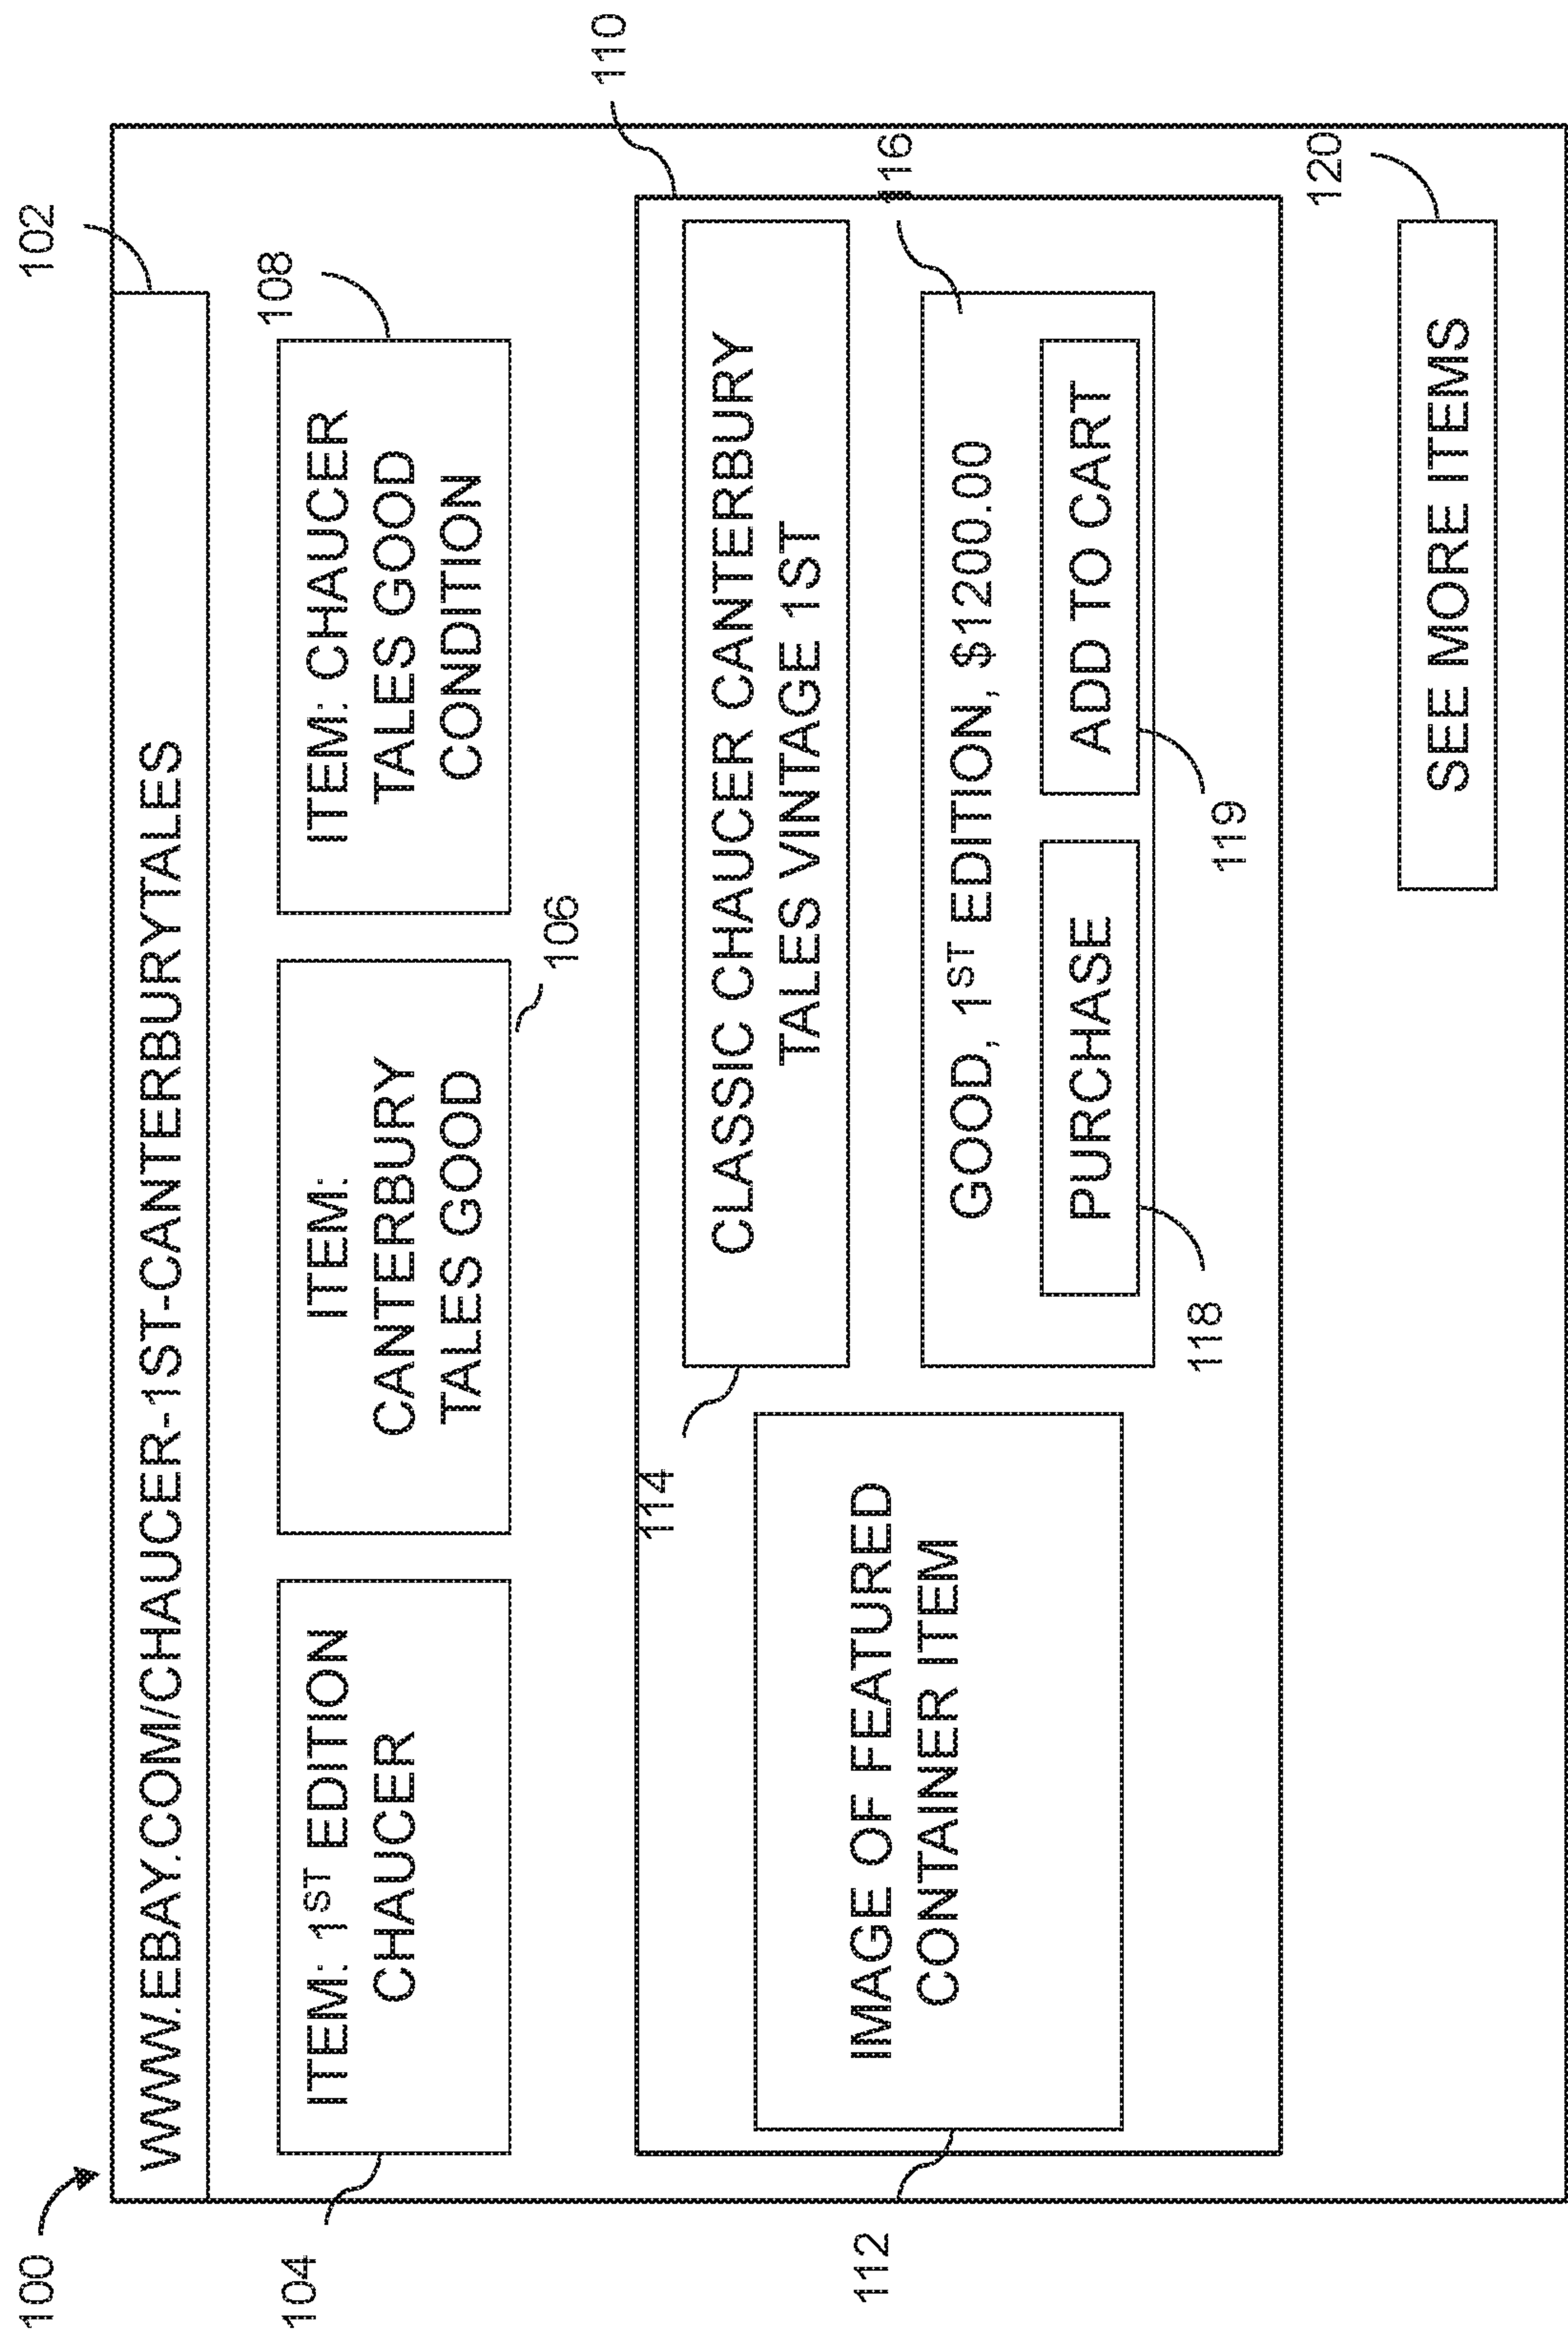 100
102
WWW.EBAY.COM/CHAUCER-1ST-CANTERBURYTALES
104
ITEM: 1ST EDITION
CHAUCER
ITEM:
CANTERBURY
TALES GOOD
106
ITEM: CHAUCER
TALES GOOD
CONDITION
108
110
112
IMAGE OF FEATURED
CONTAINER ITEM
114
CLASSIC CHAUCER CANTERBURY
TALES VINTAGE 1ST
116
GOOD, 1ST EDITION, $1200.00
PURCHASE
ADD TO CART
118
119
120
SEE MORE ITEMS